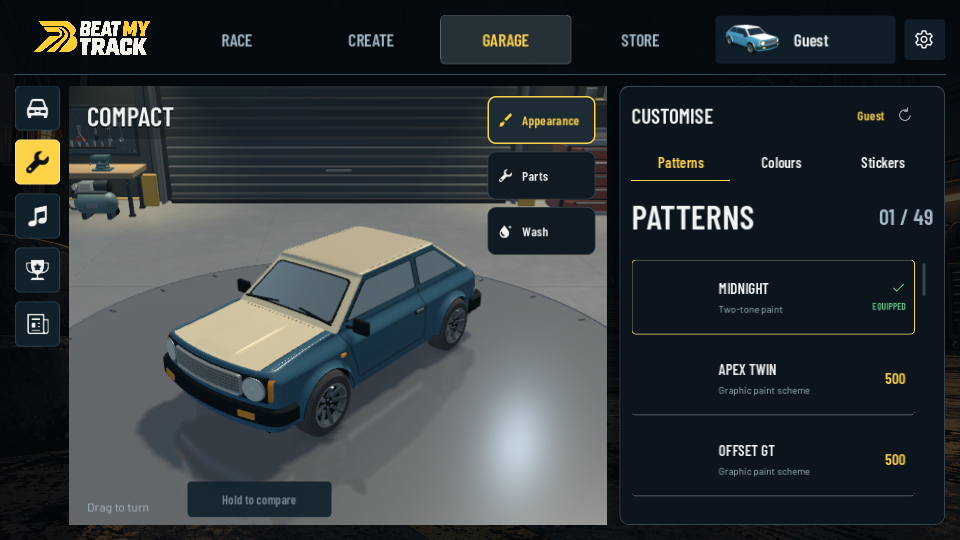 BEAT MY
TRACK
RACE
CREATE
GARAGE
STORE
Guest
COMPACT
Appearance
Parts
Wash
Hold to compare
Drag to turn
CUSTOMISE
Guest
Patterns
Colours
Stickers
PATTERNS
01 / 49
MIDNIGHT
Two-tone paint
EQUIPPED
APEX TWIN
Graphic paint scheme
500
OFFSET GT
Graphic paint scheme
500